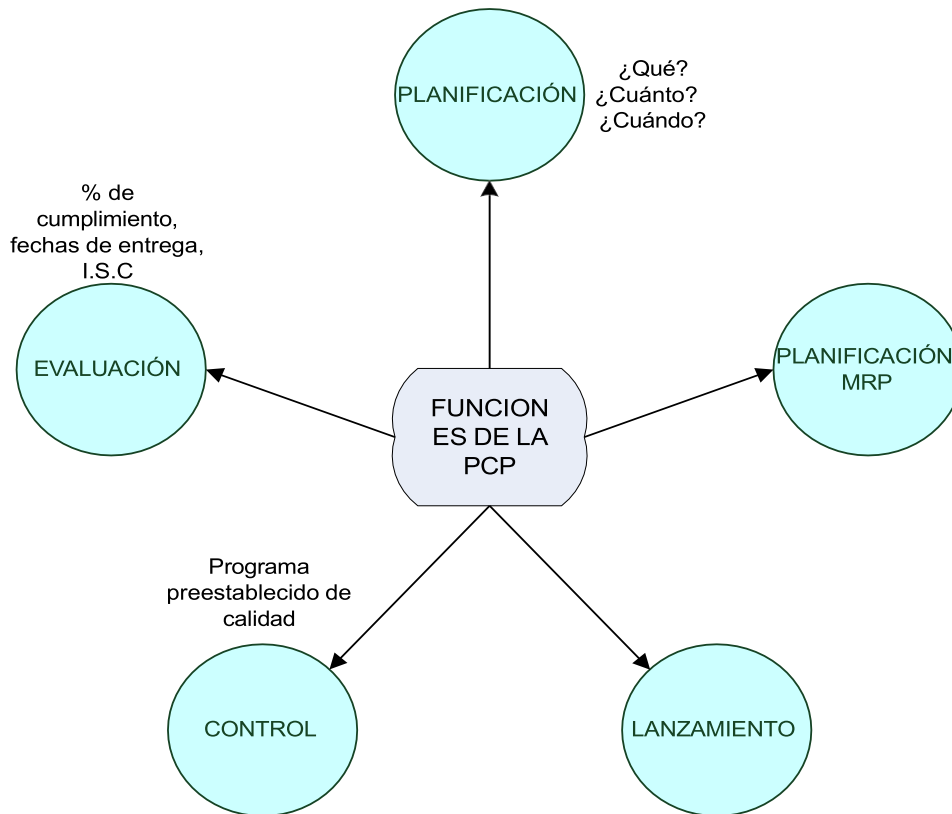 PLANIFICACIÓN
¿Qué?
¿Cuánto?
¿Cuándo?
% de
cumplimiento,
fechas de entrega,
I.S.C
EVALUACIÓN
PLANIFICACIÓN
MRP
FUNCION
ES DE LA
PCP
Programa
preestablecido de
calidad
CONTROL
LANZAMIENTO